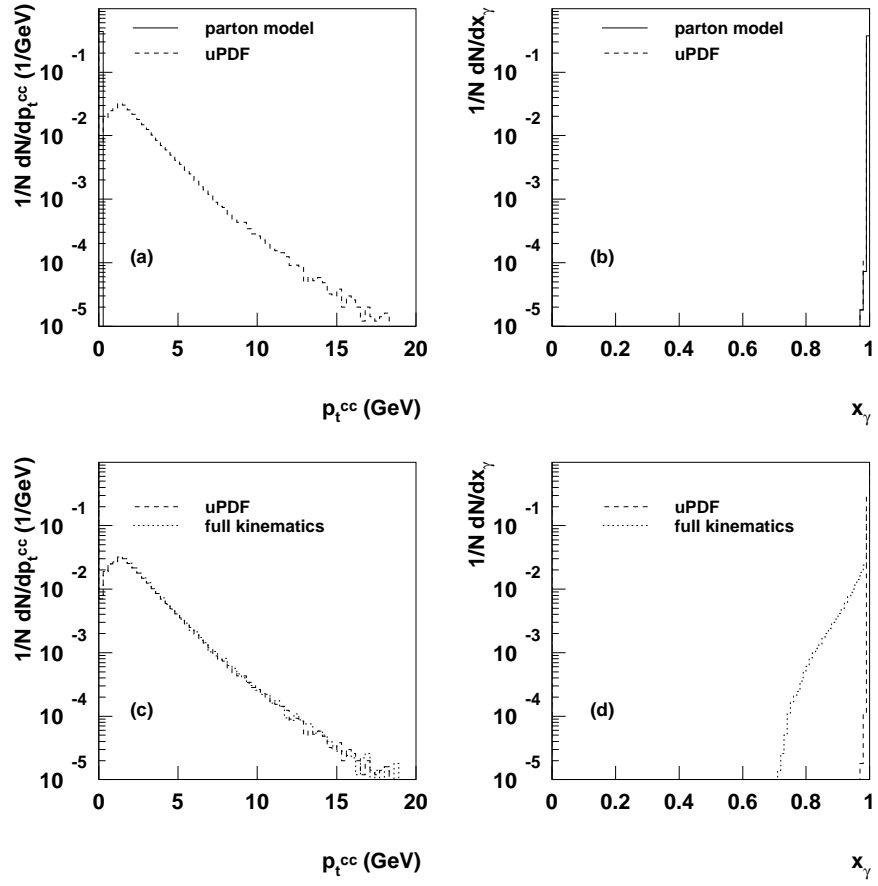 1/N dN/dp_t^cc (1/GeV)
parton model
uPDF
10^-1
10^-2
10^-3
10^-4
10^-5
(a)
0 5 10 15 20
p_t^cc (GeV)
1/N dN/dx_γ
parton model
uPDF
10^-1
10^-2
10^-3
10^-4
10^-5
(b)
0 0.2 0.4 0.6 0.8 1
x_γ
1/N dN/dp_t^cc (1/GeV)
uPDF
full kinematics
10^-1
10^-2
10^-3
10^-4
10^-5
(c)
0 5 10 15 20
p_t^cc (GeV)
1/N dN/dx_γ
uPDF
full kinematics
10^-1
10^-2
10^-3
10^-4
10^-5
(d)
0 0.2 0.4 0.6 0.8 1
x_γ